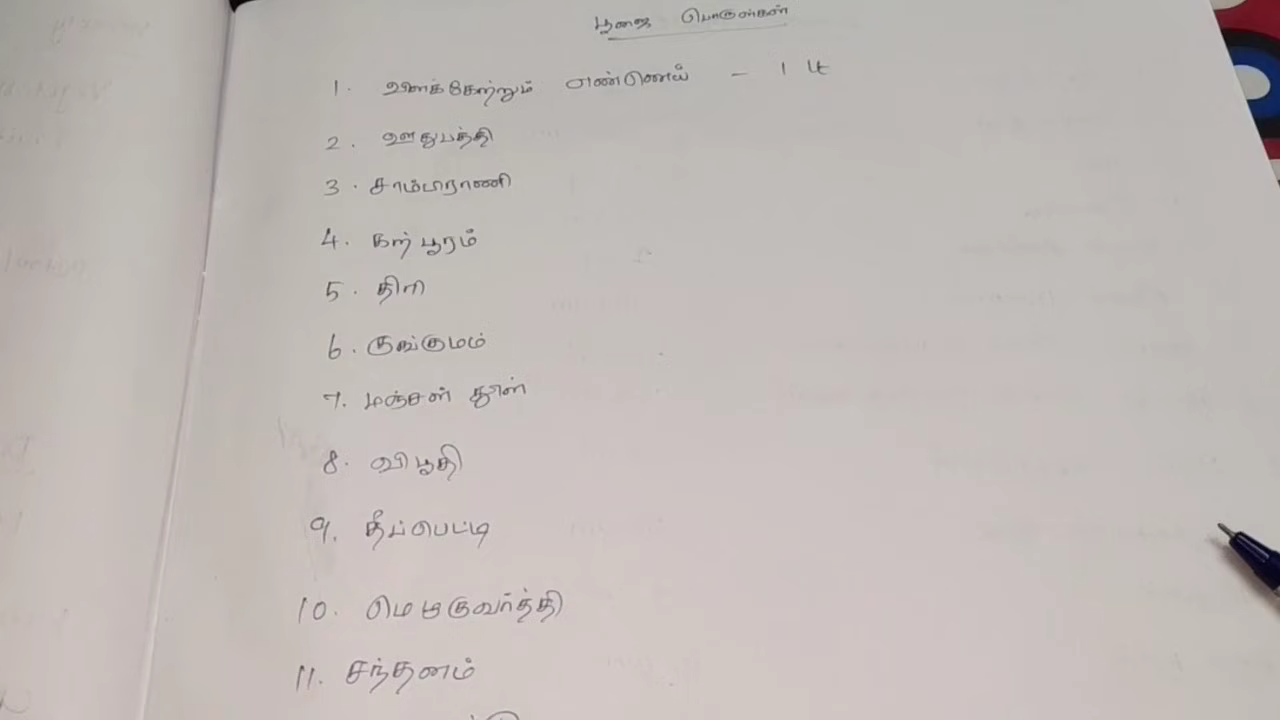 பூஜை பொருள்கள்
1. விளக்கேற்றும் எண்ணெய் - 1 லி
2. ஊதுபத்தி
3. சாம்பிராணி
4. கற்பூரம்
5. திரி
6. குங்குமம்
7. மஞ்சள் தூள்
8. விபூதி
9. தீப்பெட்டி
10. மெழுகுவர்த்தி
11. சந்தனம்